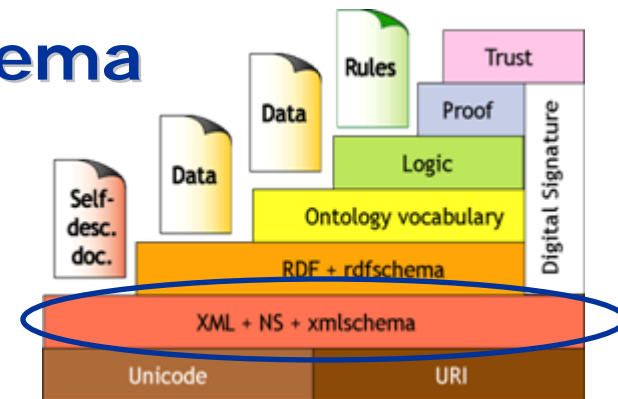 ema
Rules
Trust
Data
Proof
Data
Logic
Self-
desc.
doc.
Ontology vocabulary
Digital Signature
RDF + rdfschema
XML + NS + xmlschema
Unicode
URI